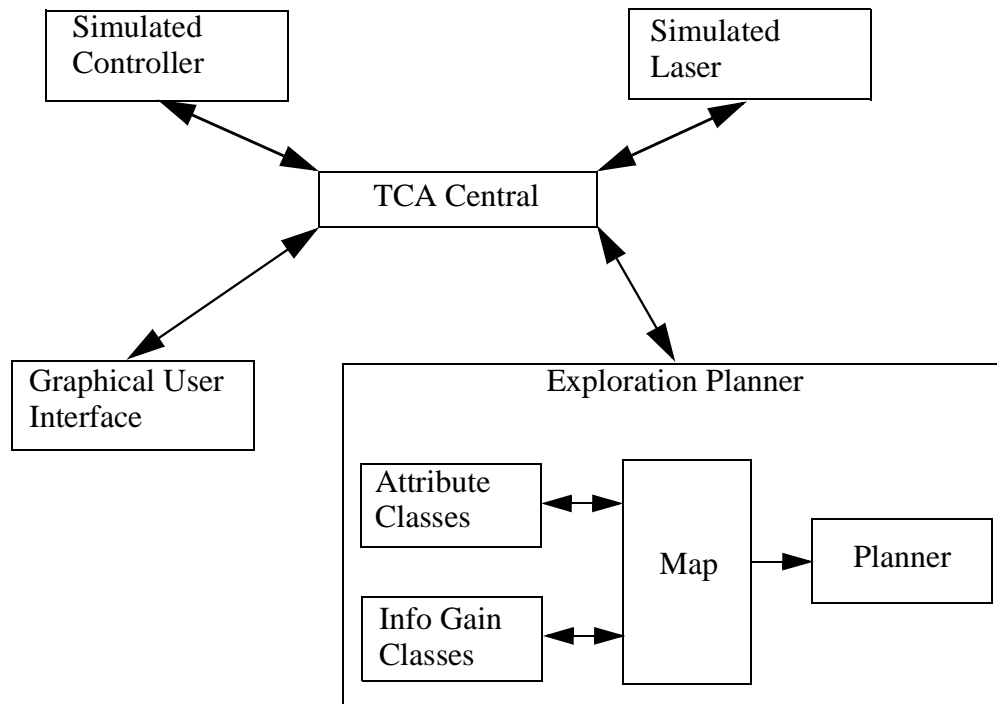 Simulated
Controller
Simulated
Laser
TCA Central
Graphical User
Interface
Exploration Planner
Attribute
Classes
Map
Planner
Info Gain
Classes